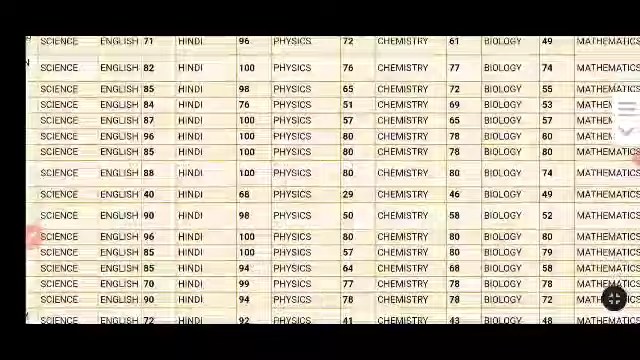 SCIENCE ENGLISH 71 HINDI 96 PHYSICS 72 CHEMISTRY 61 BIOLOGY 49 MATHEMATICS
SCIENCE ENGLISH 82 HINDI 100 PHYSICS 76 CHEMISTRY 77 BIOLOGY 74 MATHEMATICS
SCIENCE ENGLISH 85 HINDI 98 PHYSICS 65 CHEMISTRY 72 BIOLOGY 55 MATHEMATICS
SCIENCE ENGLISH 84 HINDI 76 PHYSICS 51 CHEMISTRY 69 BIOLOGY 53 MATHEM
SCIENCE ENGLISH 87 HINDI 100 PHYSICS 57 CHEMISTRY 65 BIOLOGY 57 MATHEM
SCIENCE ENGLISH 96 HINDI 100 PHYSICS 80 CHEMISTRY 78 BIOLOGY 80 MATHEM
SCIENCE ENGLISH 85 HINDI 100 PHYSICS 80 CHEMISTRY 78 BIOLOGY 80 MATHEMATICS
SCIENCE ENGLISH 88 HINDI 100 PHYSICS 80 CHEMISTRY 80 BIOLOGY 74 MATHEMATICS
SCIENCE ENGLISH 40 HINDI 68 PHYSICS 29 CHEMISTRY 46 BIOLOGY 49 MATHEMATICS
SCIENCE ENGLISH 90 HINDI 98 PHYSICS 50 CHEMISTRY 58 BIOLOGY 52 MATHEMATICS
SCIENCE ENGLISH 96 HINDI 100 PHYSICS 80 CHEMISTRY 80 BIOLOGY 80 MATHEMATICS
SCIENCE ENGLISH 85 HINDI 100 PHYSICS 57 CHEMISTRY 80 BIOLOGY 79 MATHEMATICS
SCIENCE ENGLISH 85 HINDI 94 PHYSICS 64 CHEMISTRY 68 BIOLOGY 58 MATHEMATICS
SCIENCE ENGLISH 70 HINDI 99 PHYSICS 77 CHEMISTRY 78 BIOLOGY 78 MATHEMATICS
SCIENCE ENGLISH 90 HINDI 94 PHYSICS 78 CHEMISTRY 78 BIOLOGY 72 MATHEM
SCIENCE ENGLISH 72 HINDI 92 PHYSICS 41 CHEMISTRY 43 BIOLOGY 48 MATHEMATICS